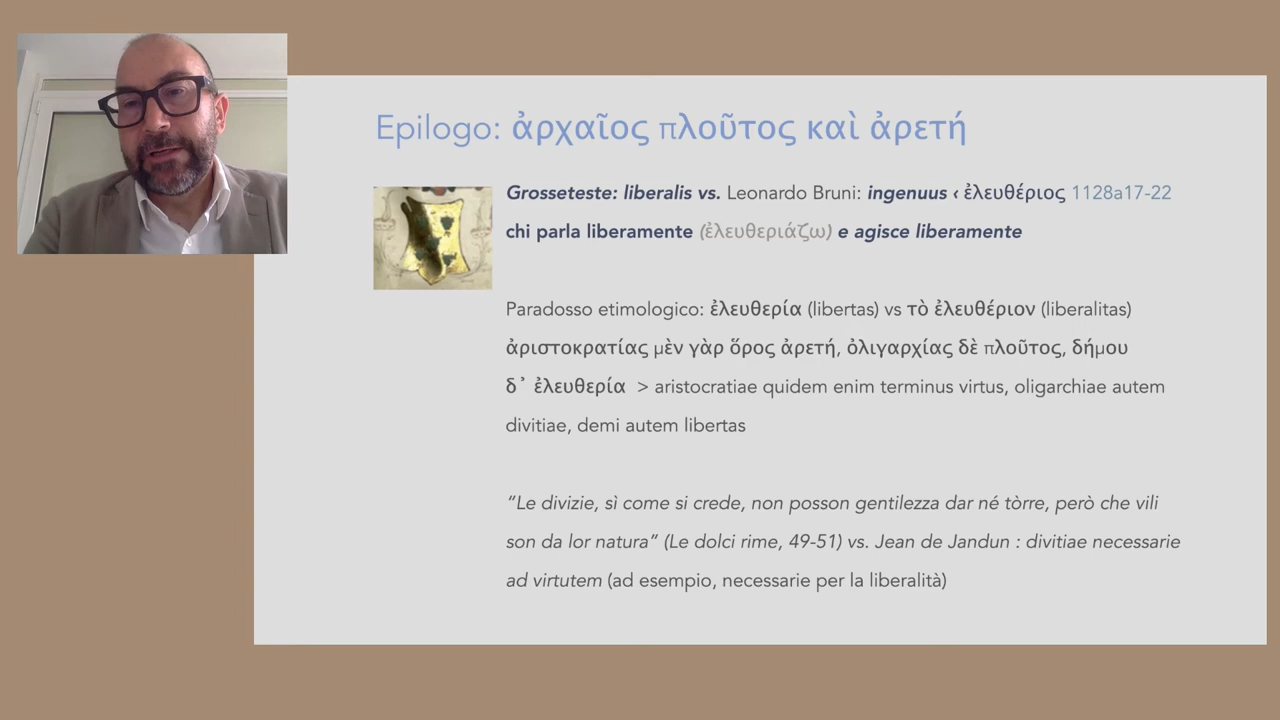 Epilogo: ἀρχαῖος πλοῦτος καὶ ἀρετή
Grosseteste: liberalis vs. Leonardo Bruni: ingenuus ‹ ἐλευθέριος 1128a17-22
chi parla liberamente (ἐλευθεριάζω) e agisce liberamente
Paradosso etimologico: ἐλευθερία (libertas) vs τὸ ἐλευθέριον (liberalitas)
ἀριστοκρατίας μὲν γὰρ ὅρος ἀρετή, ὀλιγαρχίας δὲ πλοῦτος, δήμου
δ᾽ ἐλευθερία > aristocratiae quidem enim terminus virtus, oligarchiae autem
divitiae, demi autem libertas
“Le divizie, sì come si crede, non posson gentilezza dar né tòrre, però che vili
son da lor natura” (Le dolci rime, 49-51) vs. Jean de Jandun : divitiae necessarie
ad virtutem (ad esempio, necessarie per la liberalità)